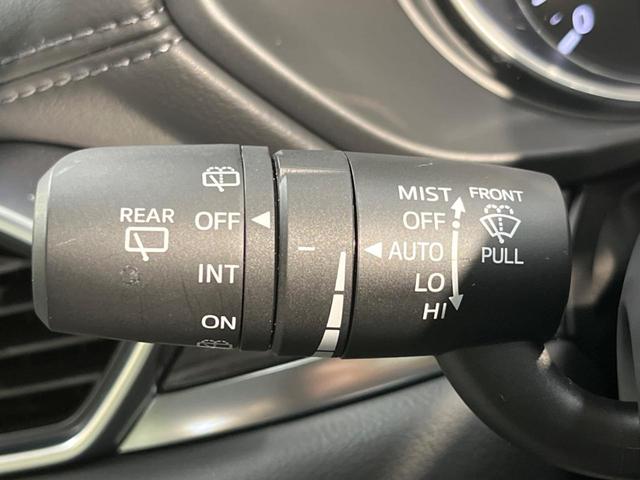 REAR
OFF
INT
ON
MIST
OFF
AUTO
LO
HI
FRONT
PULL